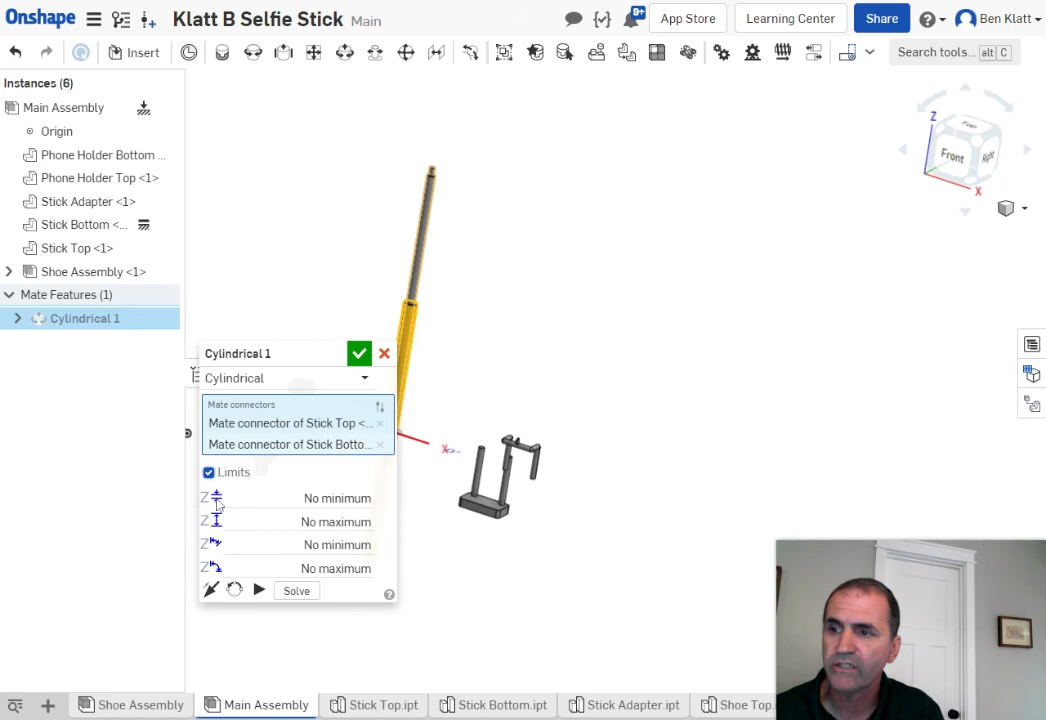 Onshape
Klatt B Selfie Stick Main
9+
App Store
Learning Center
Share
Ben Klatt
Insert
Search tools... alt C
Instances (6)
Main Assembly
Origin
Phone Holder Bottom ...
Phone Holder Top <1>
Stick Adapter <1>
Stick Bottom <...
Stick Top <1>
Shoe Assembly <1>
Mate Features (1)
Cylindrical 1
Z
Top
Front
Right
X
Cylindrical 1
Cylindrical
Mate connectors
Mate connector of Stick Top <...
Mate connector of Stick Botto...
Limits
Z No minimum
Z No maximum
Z No minimum
Z No maximum
Solve
X
Shoe Assembly
Main Assembly
Stick Top.ipt
Stick Bottom.ipt
Stick Adapter.ipt
Shoe Top.